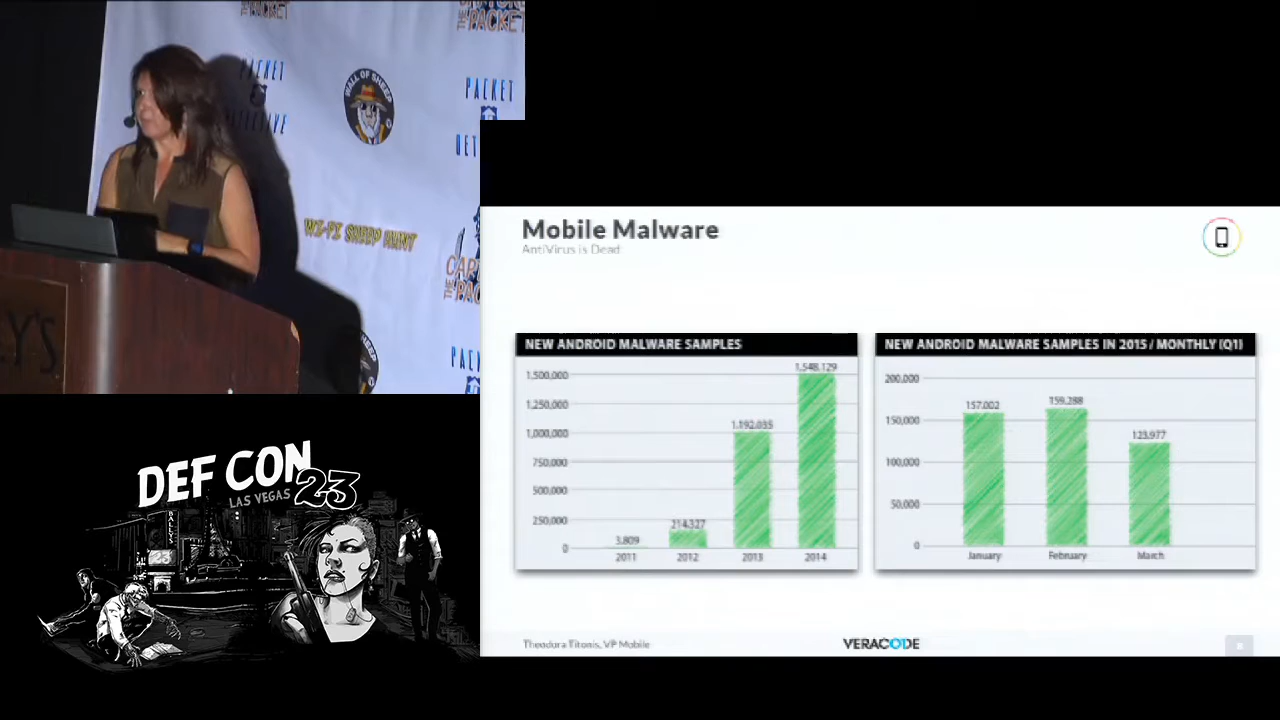 THE PACKET
THE PACKET
PACKET
WALL OF SHEEP
PACKET
WI-FI SHEEP HUNT
DEF CON
23
LAS VEGAS
BALLYS
Mobile Malware
AntiVirus is Dead
NEW ANDROID MALWARE SAMPLES
1,500,000
1,250,000
1,000,000
750,000
500,000
250,000
0
3.809
214.327
1.192.035
1.548.129
2011
2012
2013
2014
NEW ANDROID MALWARE SAMPLES IN 2015 / MONTHLY (Q1)
200,000
150,000
100,000
50,000
0
157.002
159.288
123.977
January
February
March
Theodora Titonis, VP Mobile
VERACODE